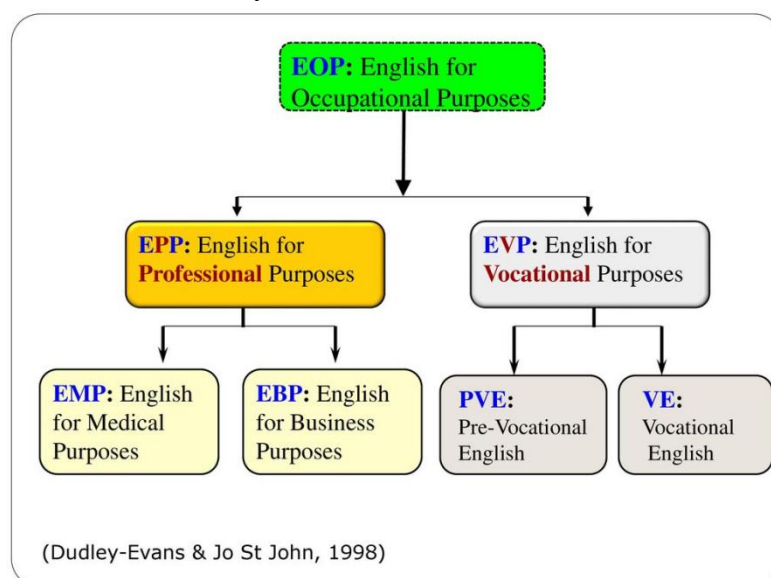 EOP: English for
Occupational Purposes
EPP: English for
Professional Purposes
EVP: English for
Vocational Purposes
EMP: English
for Medical
Purposes
EBP: English
for Business
Purposes
PVE:
Pre-Vocational
English
VE:
Vocational
English
(Dudley-Evans & Jo St John, 1998)